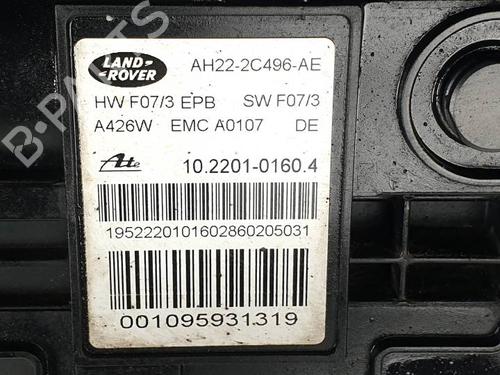 LAND
ROVER
AH22-2C496-AE
HW F07/3 EPB SW F07/3
A426W EMC A0107 DE
Ate
10.2201-0160.4
1952220101602860205031
001095931319
B-PARTS